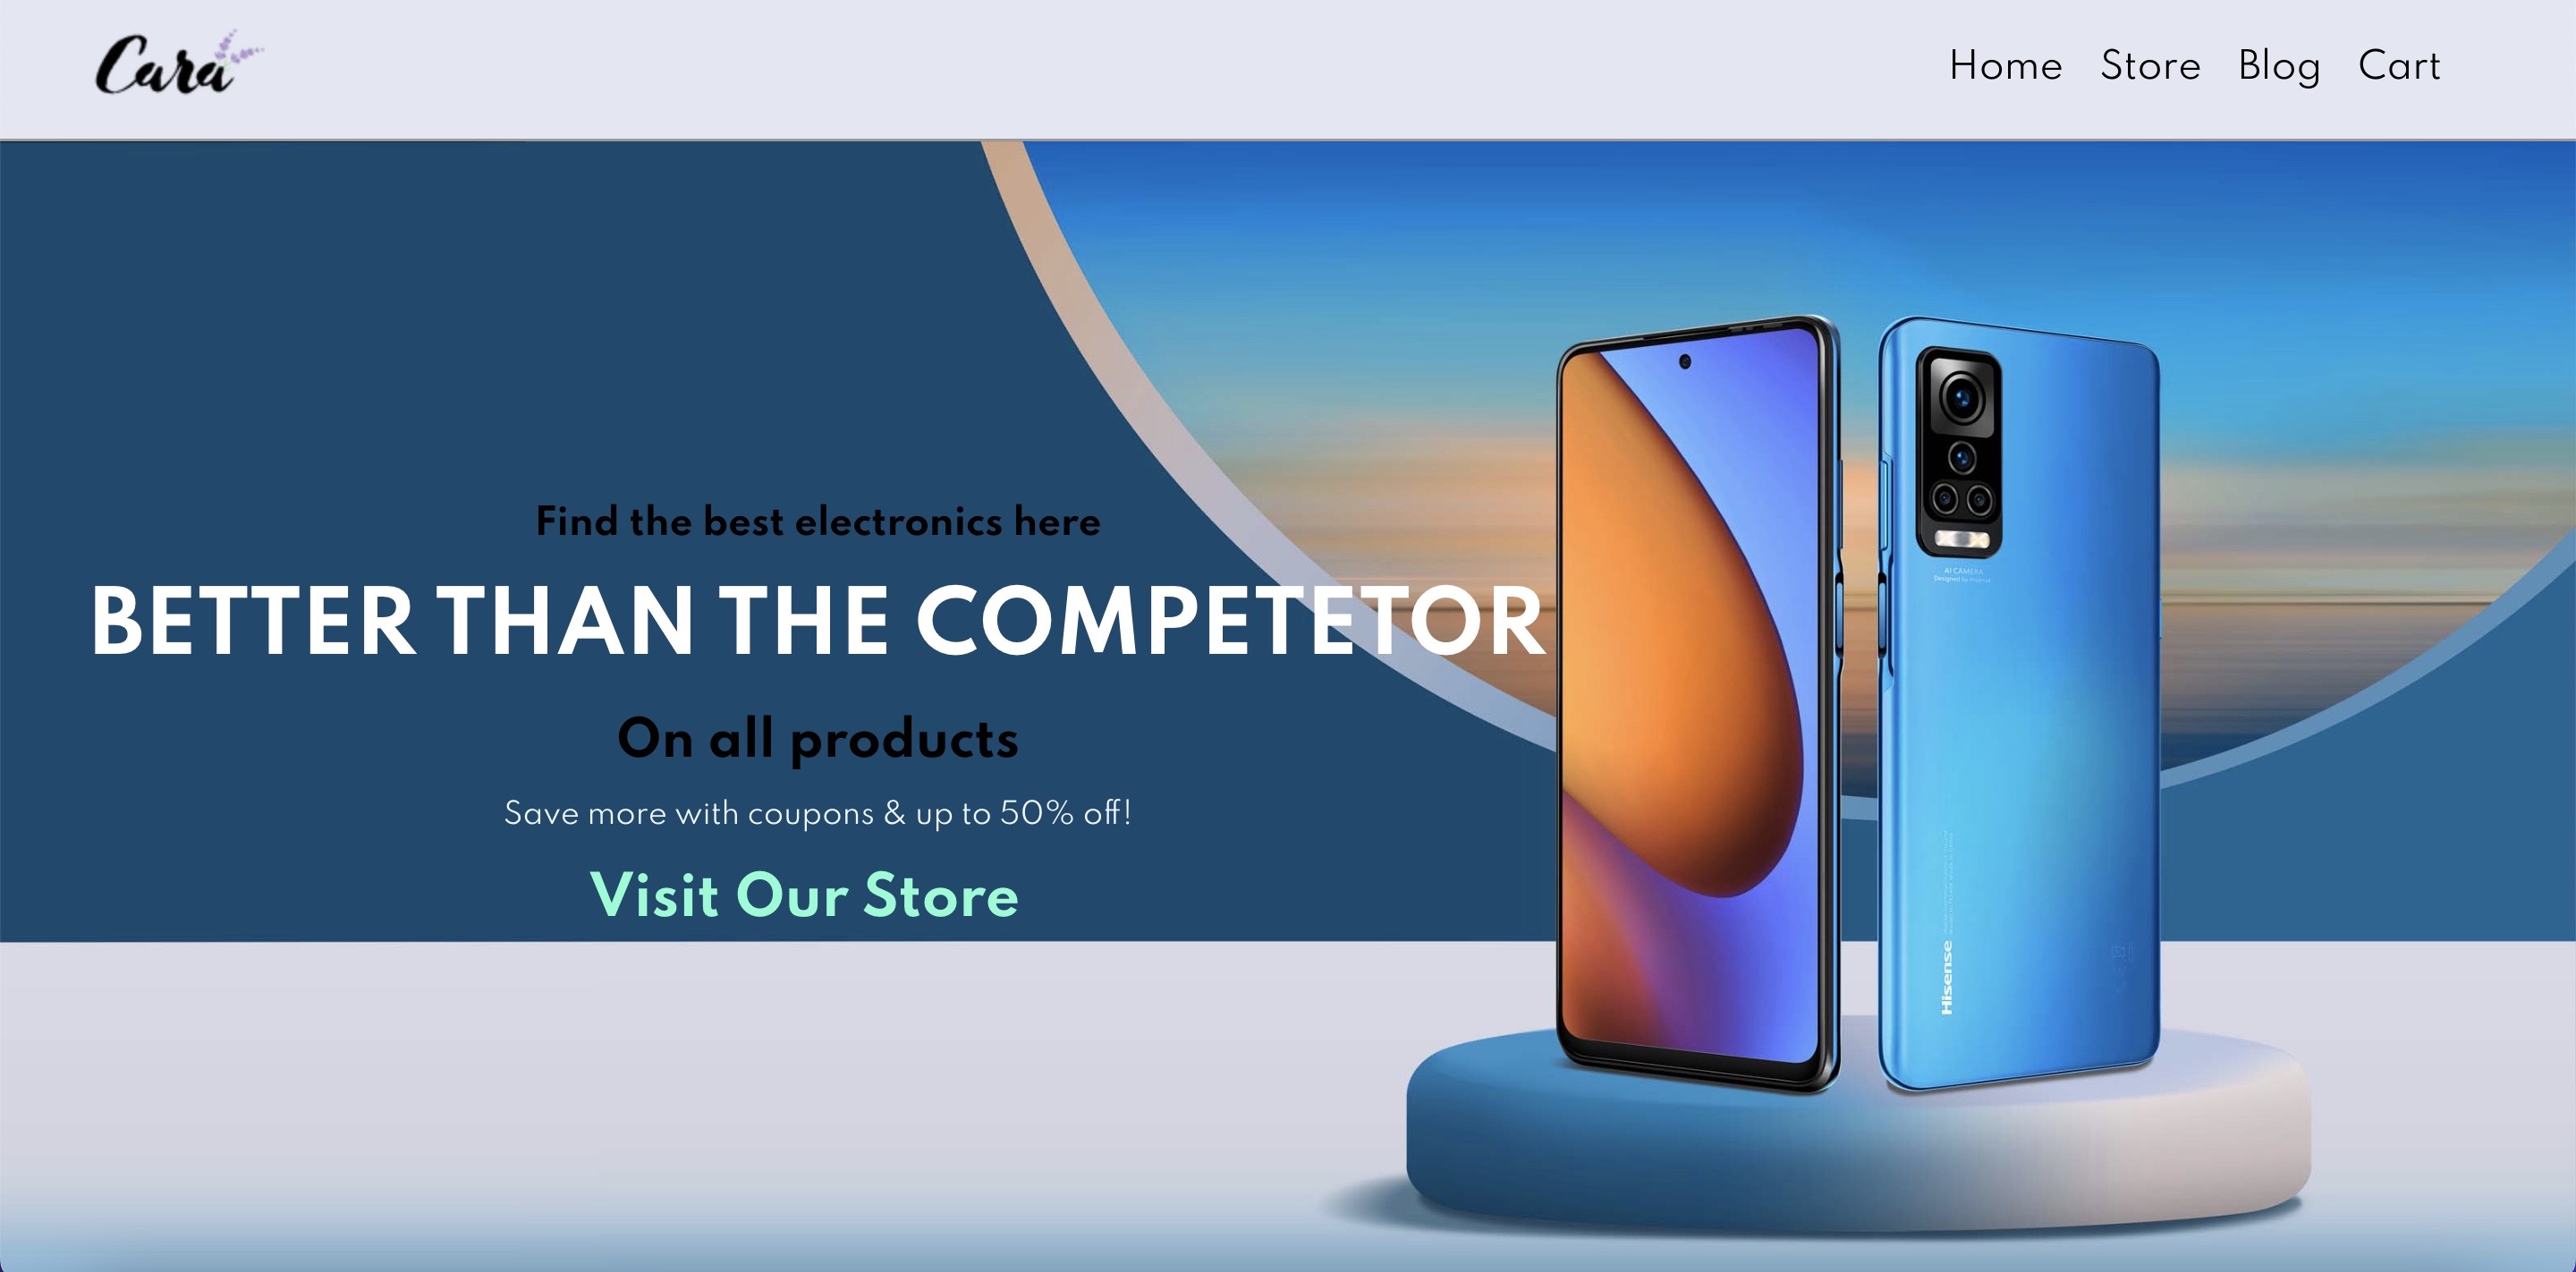 Cara
Home Store Blog Cart
Find the best electronics here
BETTER THAN THE COMPETETOR
On all products
Save more with coupons & up to 50% off!
Visit Our Store
AI CAMERA
Hisense